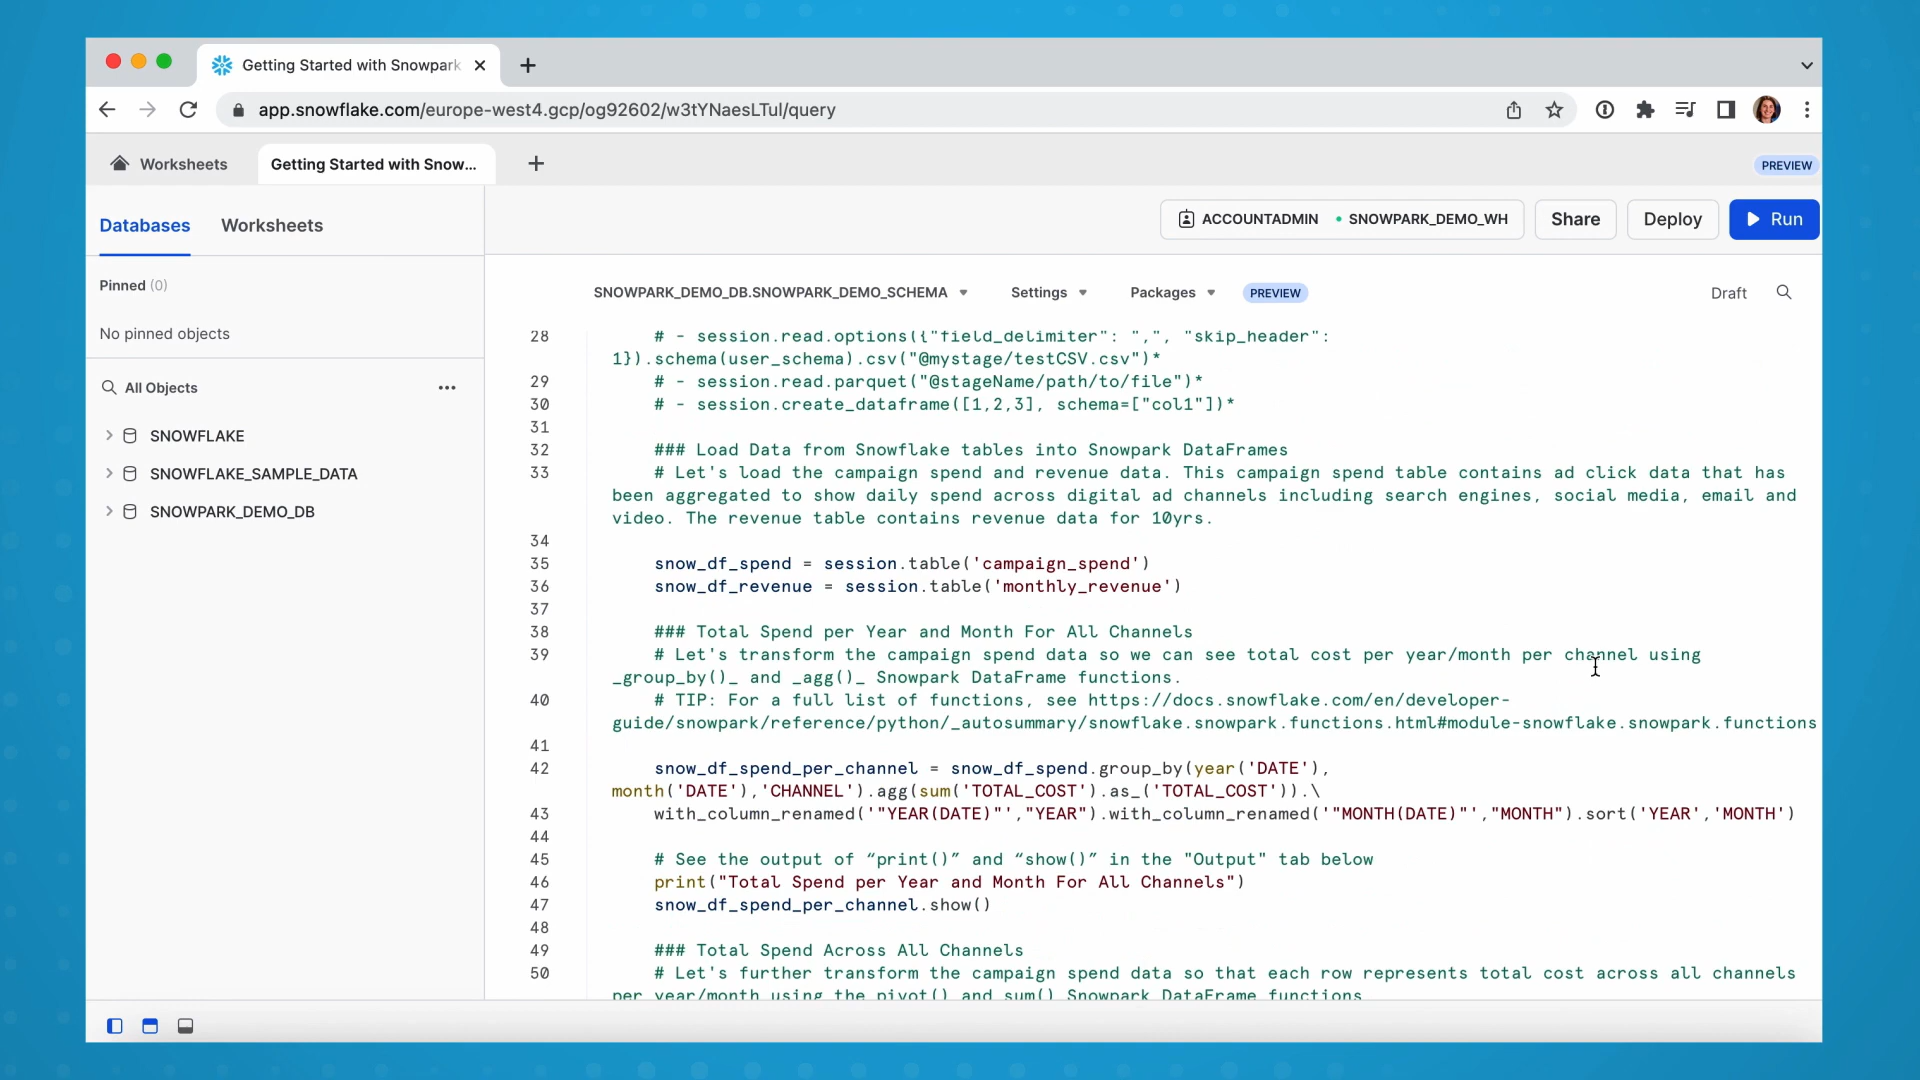 Getting Started with Snowpark
app.snowflake.com/europe-west4.gcp/og92602/w3tYNaesLTul/query
Worksheets
Getting Started with Snow...
PREVIEW
Databases
Worksheets
ACCOUNTADMIN
SNOWPARK_DEMO_WH
Share
Deploy
Run
Pinned (0)
No pinned objects
All Objects
SNOWFLAKE
SNOWFLAKE_SAMPLE_DATA
SNOWPARK_DEMO_DB
SNOWPARK_DEMO_DB.SNOWPARK_DEMO_SCHEMA
Settings
Packages
PREVIEW
Draft
28 # - session.read.options({"field_delimiter": ",", "skip_header":
1}).schema(user_schema).csv("@mystage/testCSV.csv")*
29 # - session.read.parquet("@stageName/path/to/file")*
30 # - session.create_dataframe([1,2,3], schema=["col1"])*
31
32 ### Load Data from Snowflake tables into Snowpark DataFrames
33 # Let's load the campaign spend and revenue data. This campaign spend table contains ad click data that has
been aggregated to show daily spend across digital ad channels including search engines, social media, email and
video. The revenue table contains revenue data for 10yrs.
34
35 snow_df_spend = session.table('campaign_spend')
36 snow_df_revenue = session.table('monthly_revenue')
37
38 ### Total Spend per Year and Month For All Channels
39 # Let's transform the campaign spend data so we can see total cost per year/month per channel using
_group_by()_ and _agg()_ Snowpark DataFrame functions.
40 # TIP: For a full list of functions, see https://docs.snowflake.com/en/developer-
guide/snowpark/reference/python/_autosummary/snowflake.snowpark.functions.html#module-snowflake.snowpark.functions
41
42 snow_df_spend_per_channel = snow_df_spend.group_by(year('DATE'),
month('DATE'),'CHANNEL').agg(sum('TOTAL_COST').as_('TOTAL_COST')).\
43 with_column_renamed('"YEAR(DATE)"',"YEAR").with_column_renamed('"MONTH(DATE)"',"MONTH").sort('YEAR','MONTH')
44
45 # See the output of “print()” and “show()” in the "Output" tab below
46 print("Total Spend per Year and Month For All Channels")
47 snow_df_spend_per_channel.show()
48
49 ### Total Spend Across All Channels
50 # Let's further transform the campaign spend data so that each row represents total cost across all channels
per year/month using the pivot() and sum() Snowpark DataFrame functions